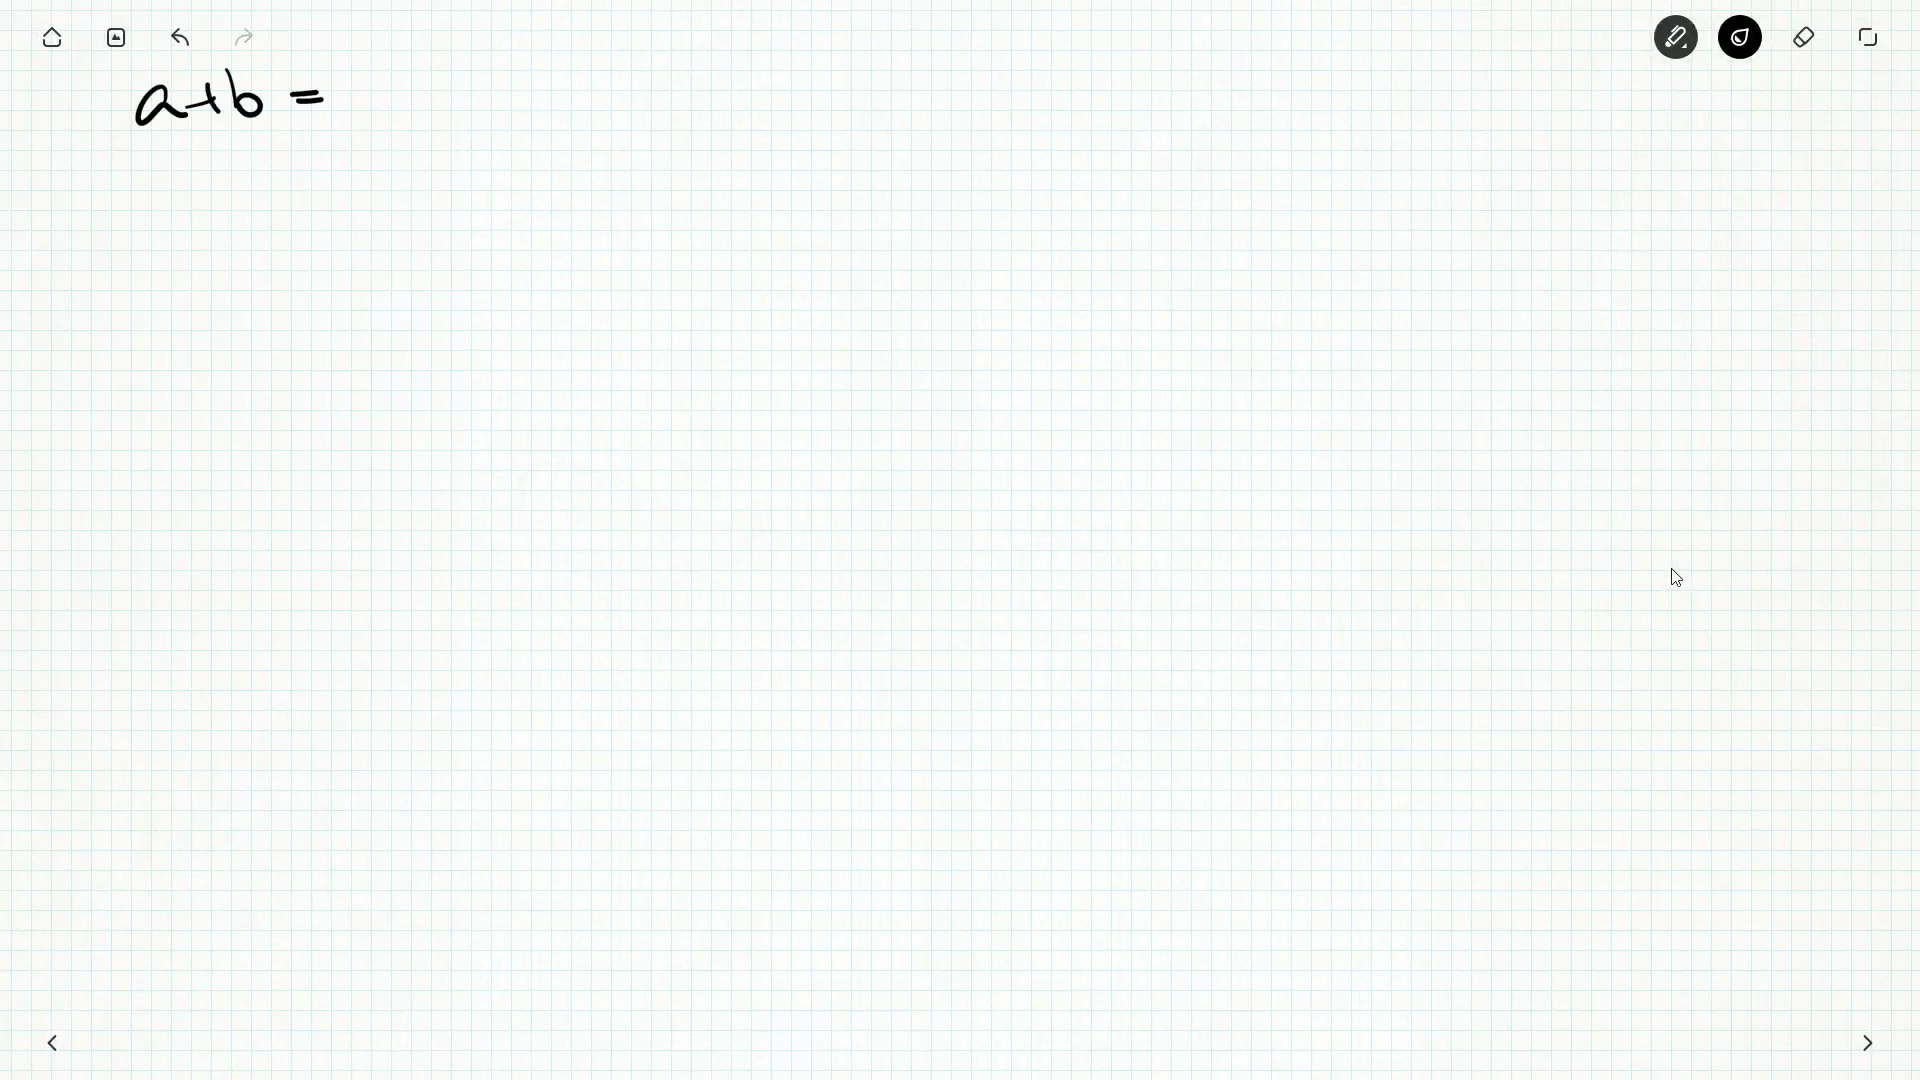 a+b =